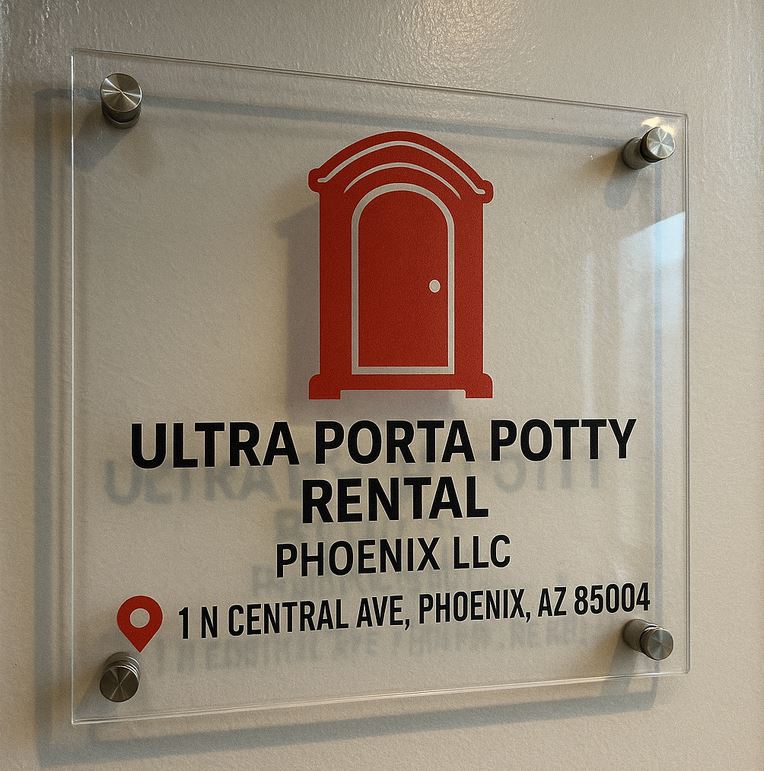 ULTRA PORTA POTTY
RENTAL
PHOENIX LLC
1 N CENTRAL AVE, PHOENIX, AZ 85004